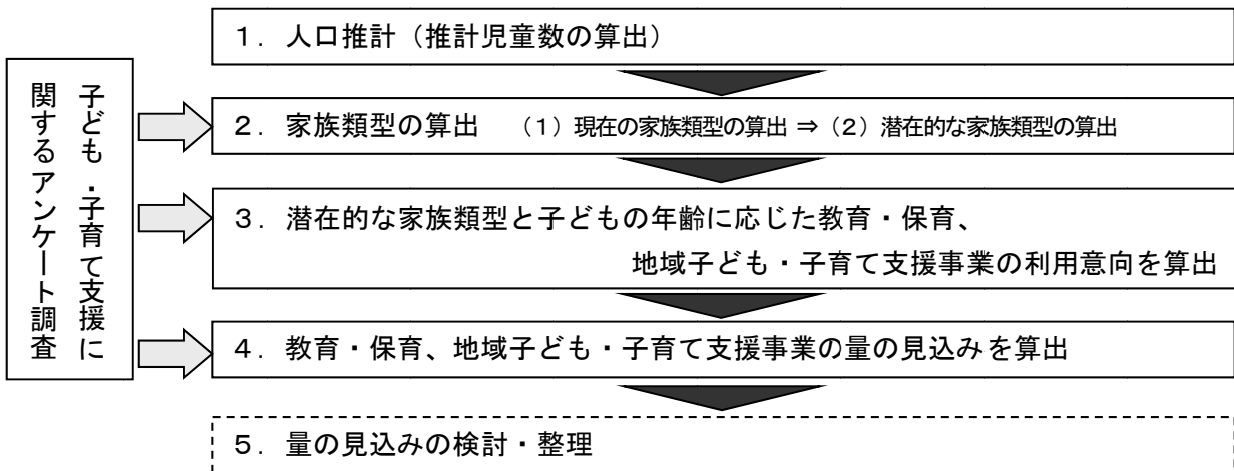 子ども・子育て支援に
関するアンケート調査
１．人口推計（推計児童数の算出）
２．家族類型の算出　（１）現在の家族類型の算出 ⇒（２）潜在的な家族類型の算出
３．潜在的な家族類型と子どもの年齢に応じた教育・保育、
地域子ども・子育て支援事業の利用意向を算出
４．教育・保育、地域子ども・子育て支援事業の量の見込みを算出
５．量の見込みの検討・整理